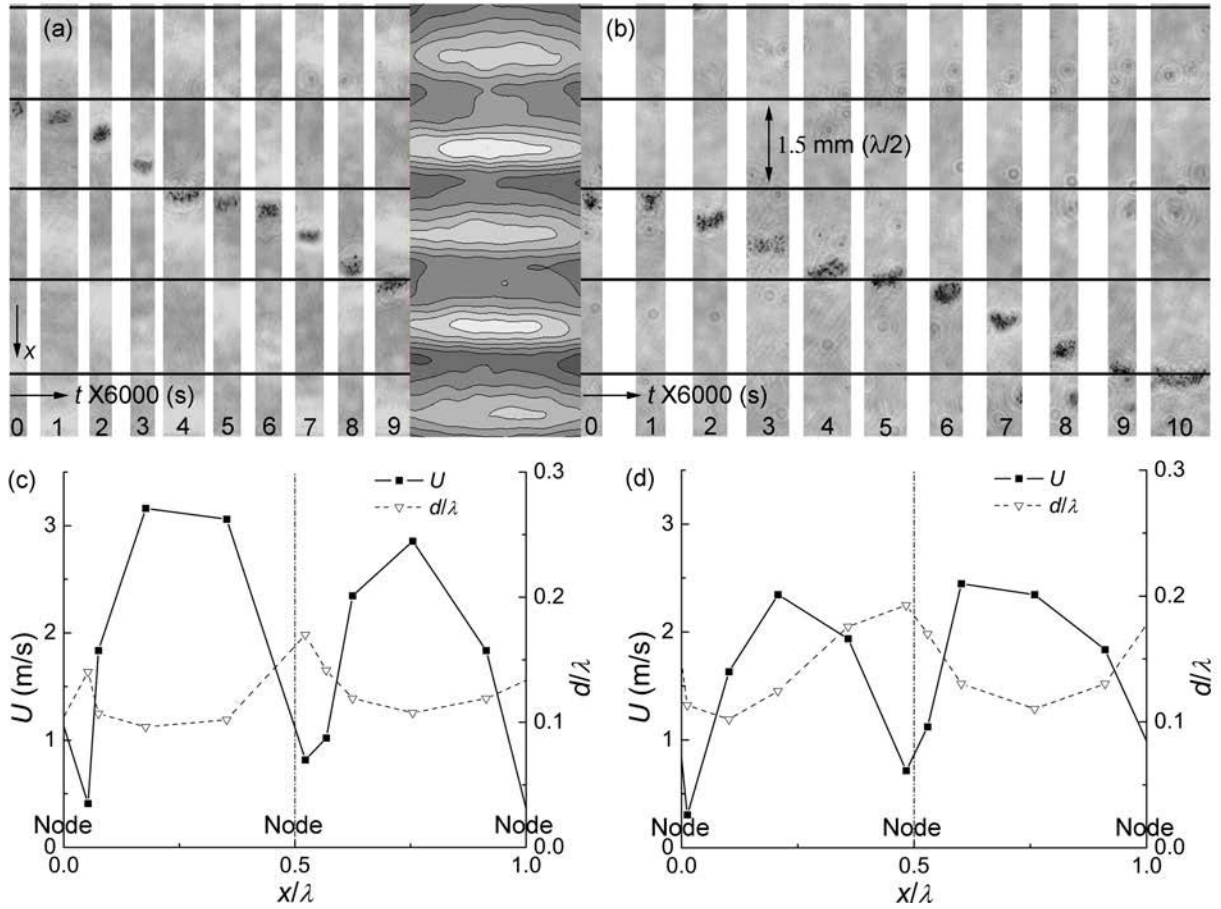 (a)
(b)
1.5 mm (λ/2)
x
t X6000 (s)
t X6000 (s)
0 1 2 3 4 5 6 7 8 9
0 1 2 3 4 5 6 7 8 9 10
(c)
U
d/λ
U (m/s)
3
2
1
0
0.3
0.2
0.1
0.0
d/λ
Node Node Node
0.0 0.5 1.0
x/λ
(d)
U
d/λ
U (m/s)
3
2
1
0
0.3
0.2
0.1
0.0
d/λ
Node Node Node
0.0 0.5 1.0
x/λ